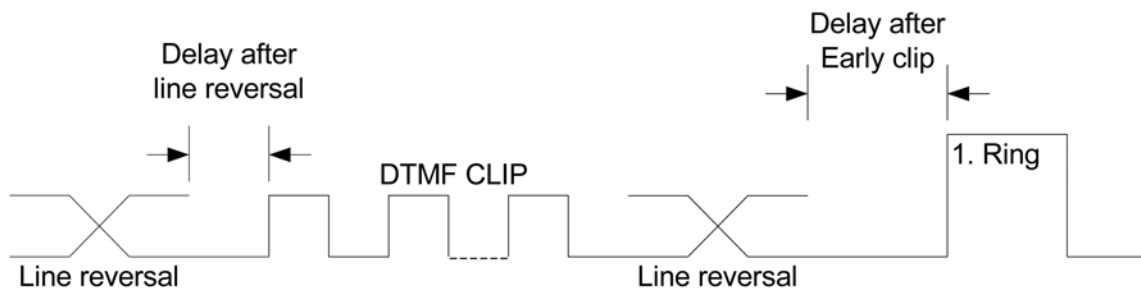 Delay after
line reversal
Delay after
Early clip
DTMF CLIP
1. Ring
Line reversal
Line reversal